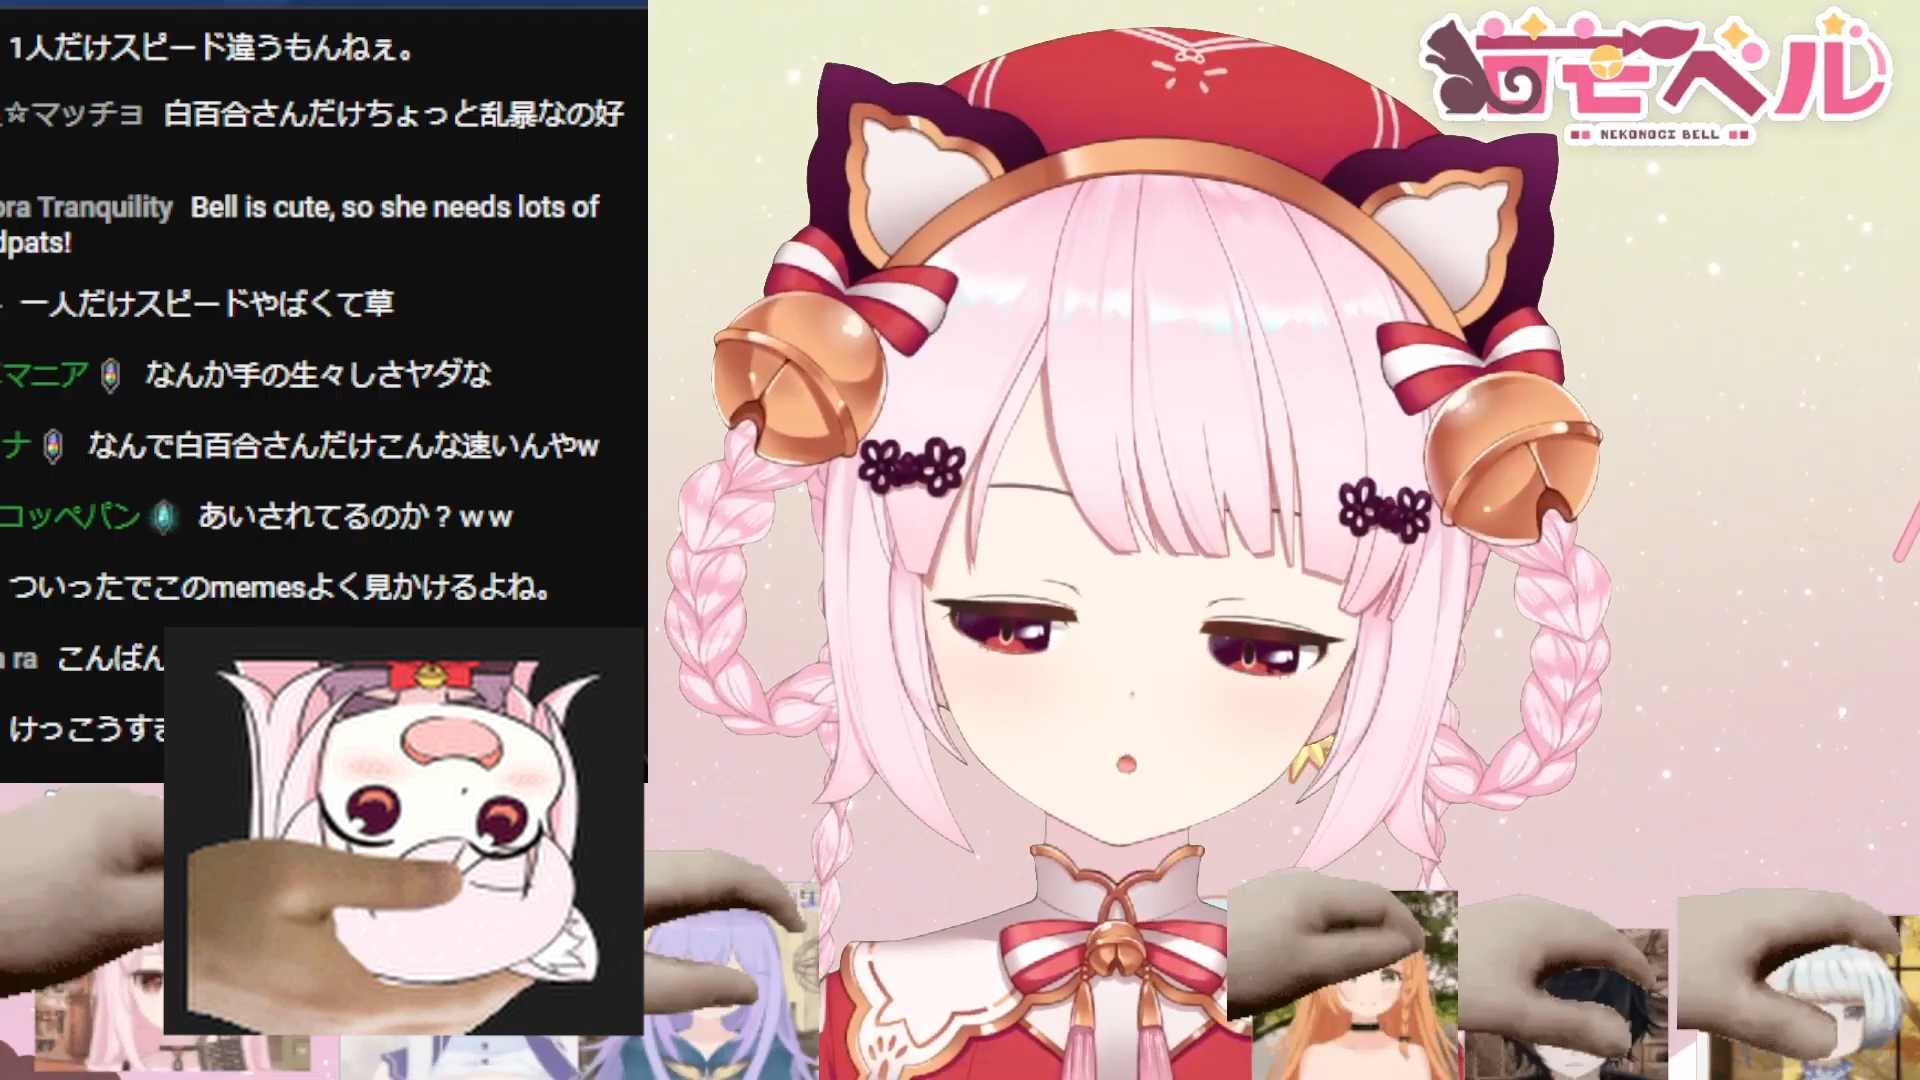 1人だけスピード違うもんねぇ。
☆マッチョ 白百合さんだけちょっと乱暴なの好
ora Tranquility Bell is cute, so she needs lots of
dpats!
一人だけスピードやばくて草
マニア なんか手の生々しさヤダな
ナ なんで白百合さんだけこんな速いんやw
コッペパン あいされてるのか？ｗｗ
ついったでこのmemesよく見かけるよね。
ra こんばん
けっこうすき
猫芒ベル
NEKONOGI BELL